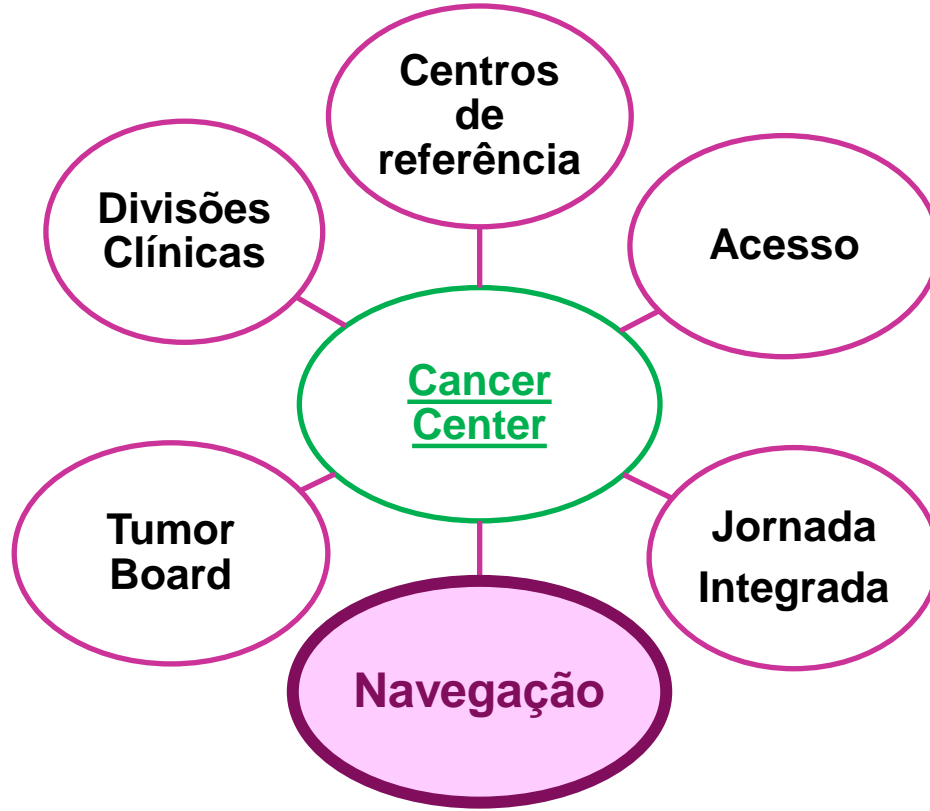 Centros
de
referência
Divisões
Clínicas
Acesso
Cancer
Center
Tumor
Board
Jornada
Integrada
Navegação